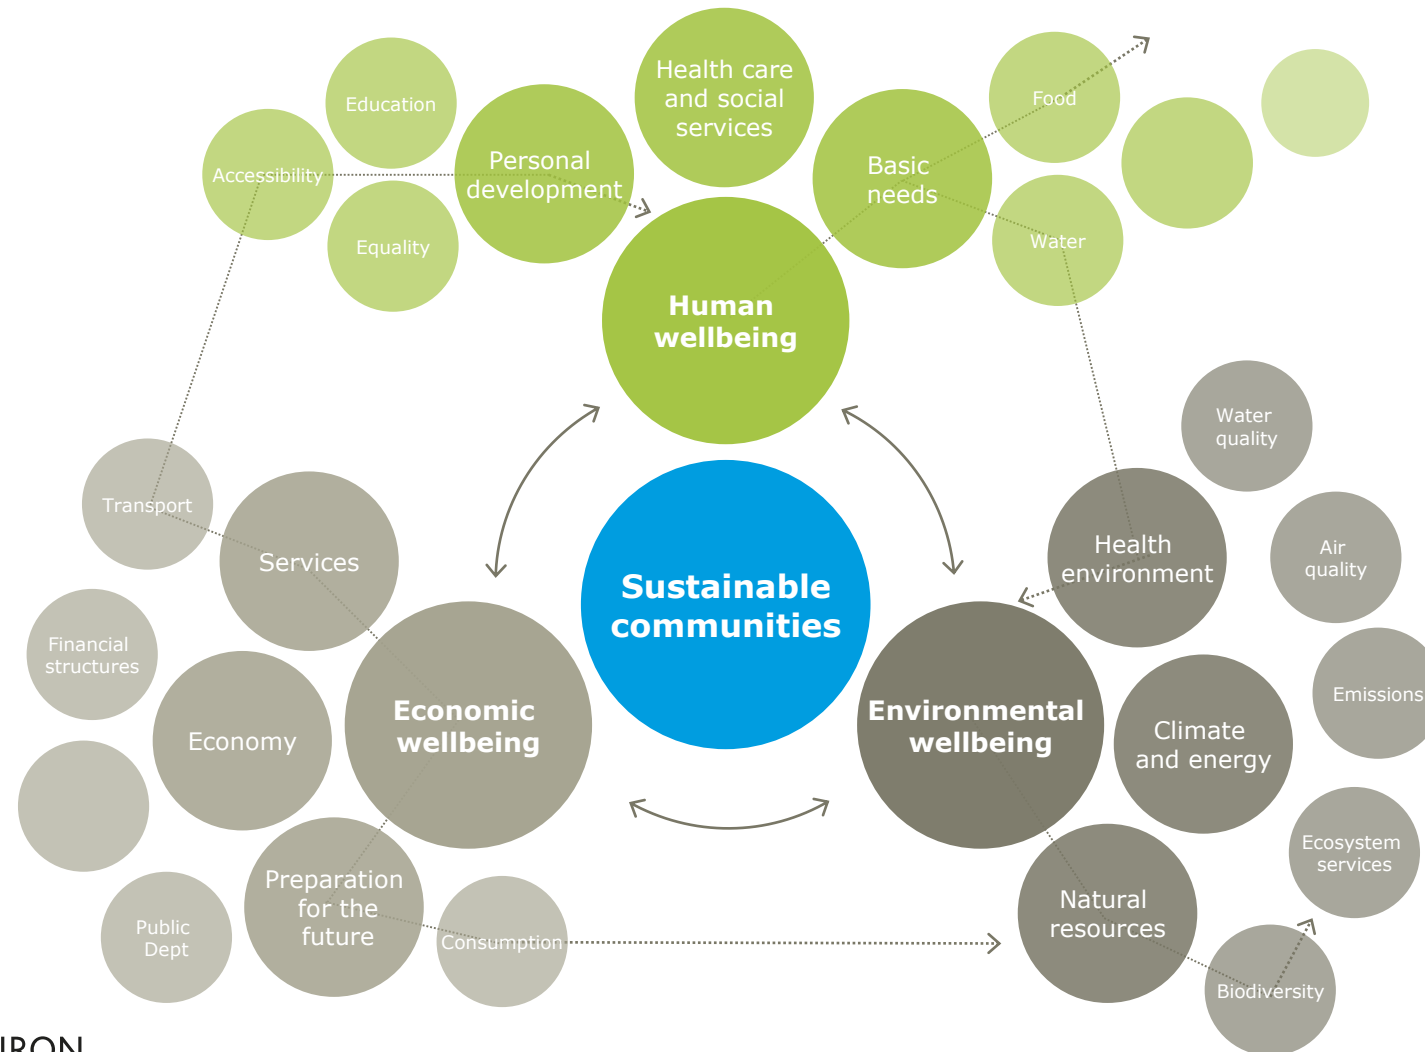 Health care
and social
services
Education
Food
Personal
development
Accessibility
Basic
needs
Equality
Water
Human
wellbeing
Water
quality
Transport
Services
Health
environment
Air
quality
Sustainable
communities
Financial
structures
Emissions
Economic
wellbeing
Environmental
wellbeing
Economy
Climate
and energy
Ecosystem
services
Preparation
for the
future
Natural
resources
Public
Dept
Consumption
Biodiversity